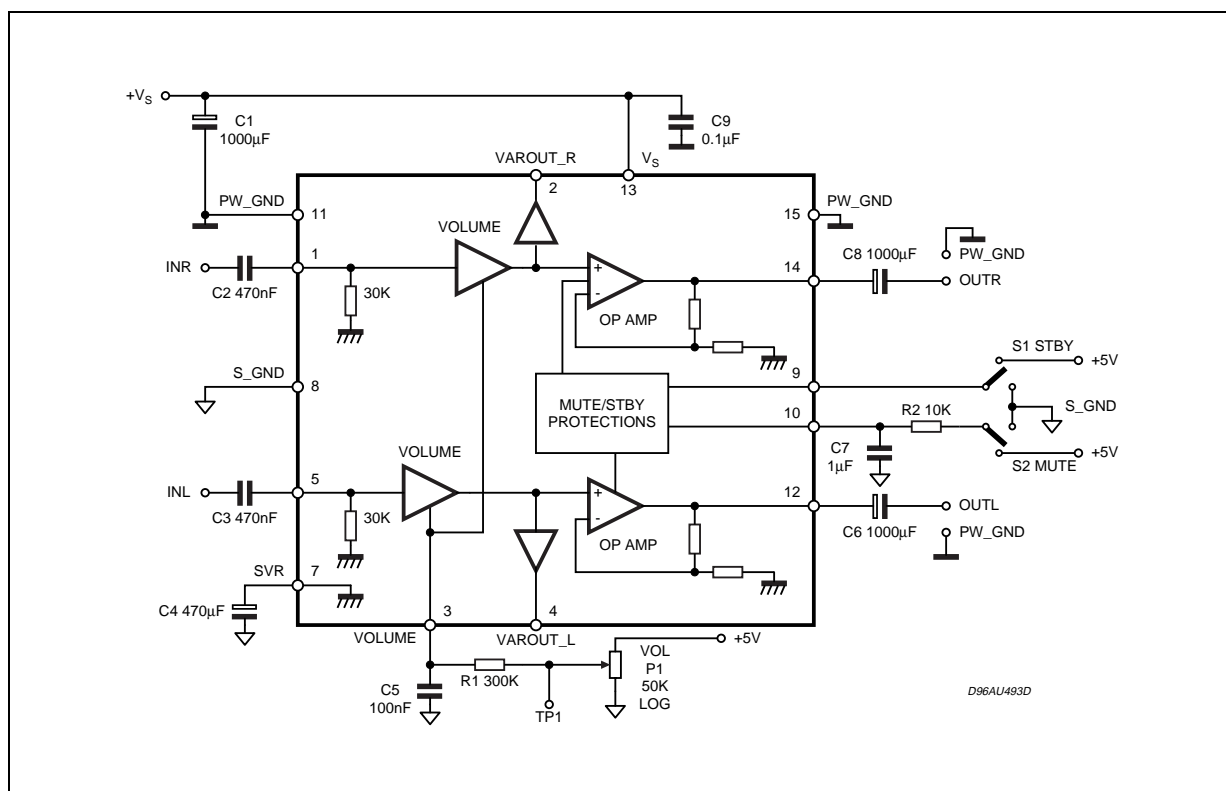 +VS
C1
1000µF
C9
0.1µF
VAROUT_R
VS
2
13
PW_GND
11
15
PW_GND
VOLUME
C8 1000µF
PW_GND
INR
C2 470nF
1
30K
+
-
OP AMP
14
OUTR
S1 STBY
+5V
S_GND
8
MUTE/STBY
PROTECTIONS
9
10
R2 10K
S_GND
C7
1µF
S2 MUTE
+5V
VOLUME
INL
C3 470nF
5
30K
+
-
OP AMP
12
C6 1000µF
OUTL
PW_GND
SVR
7
C4 470µF
3
4
VOLUME
VAROUT_L
+5V
R1 300K
VOL
P1
50K
LOG
C5
100nF
TP1
D96AU493D